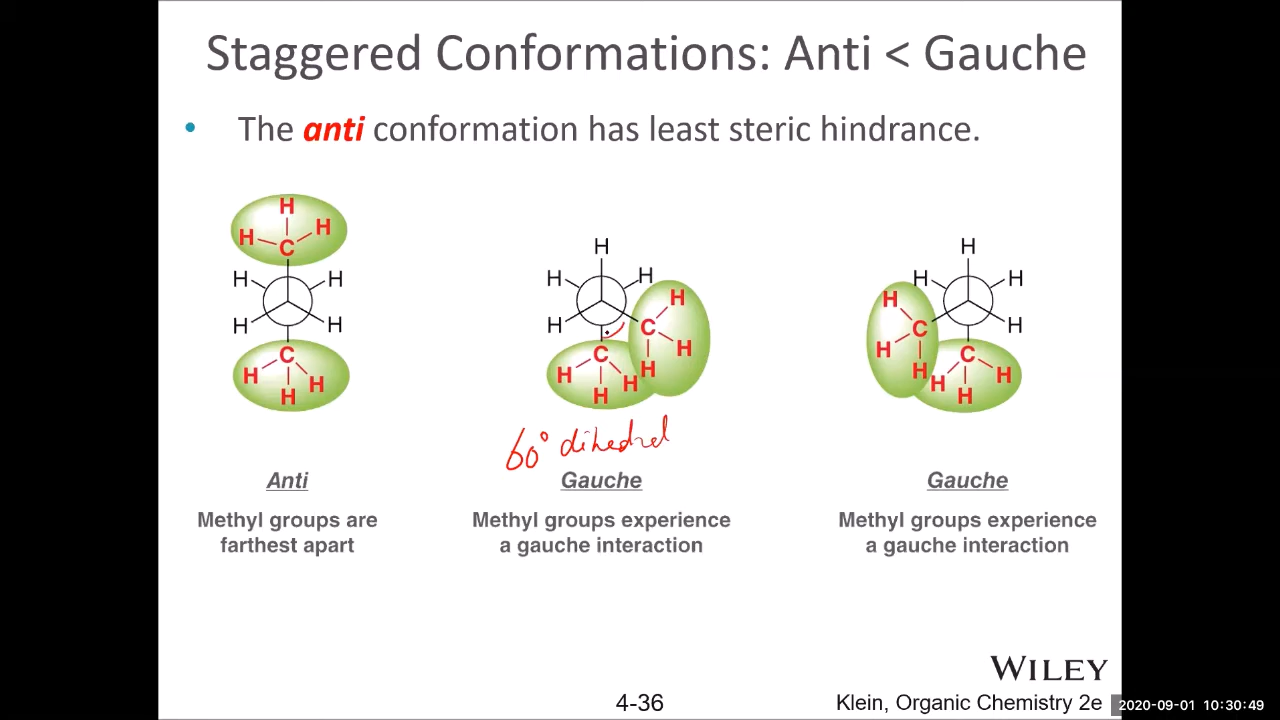 Staggered Conformations: Anti < Gauche
• The anti conformation has least steric hindrance.
H
H H
C
H H
H H
C
H H
H
H
H H
H
H
C
H
H
C
H H
H
H
H H
H
H
C
H
H
C
H H
H
60° dihedral
Anti
Methyl groups are
farthest apart
Gauche
Methyl groups experience
a gauche interaction
Gauche
Methyl groups experience
a gauche interaction
WILEY
4-36
Klein, Organic Chemistry 2e
2020-09-01 10:30:49